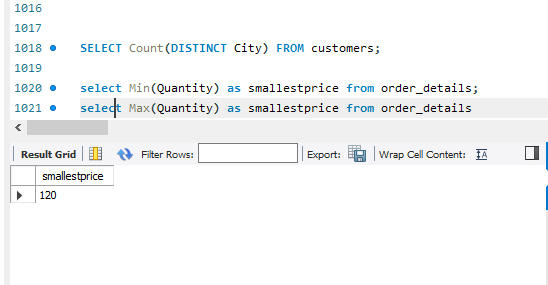 1016
1017
1018 SELECT Count(DISTINCT City) FROM customers;
1019
1020 select Min(Quantity) as smallestprice from order_details;
1021 select Max(Quantity) as smallestprice from order_details
Result Grid Filter Rows: Export: Wrap Cell Content:
smallestprice
120